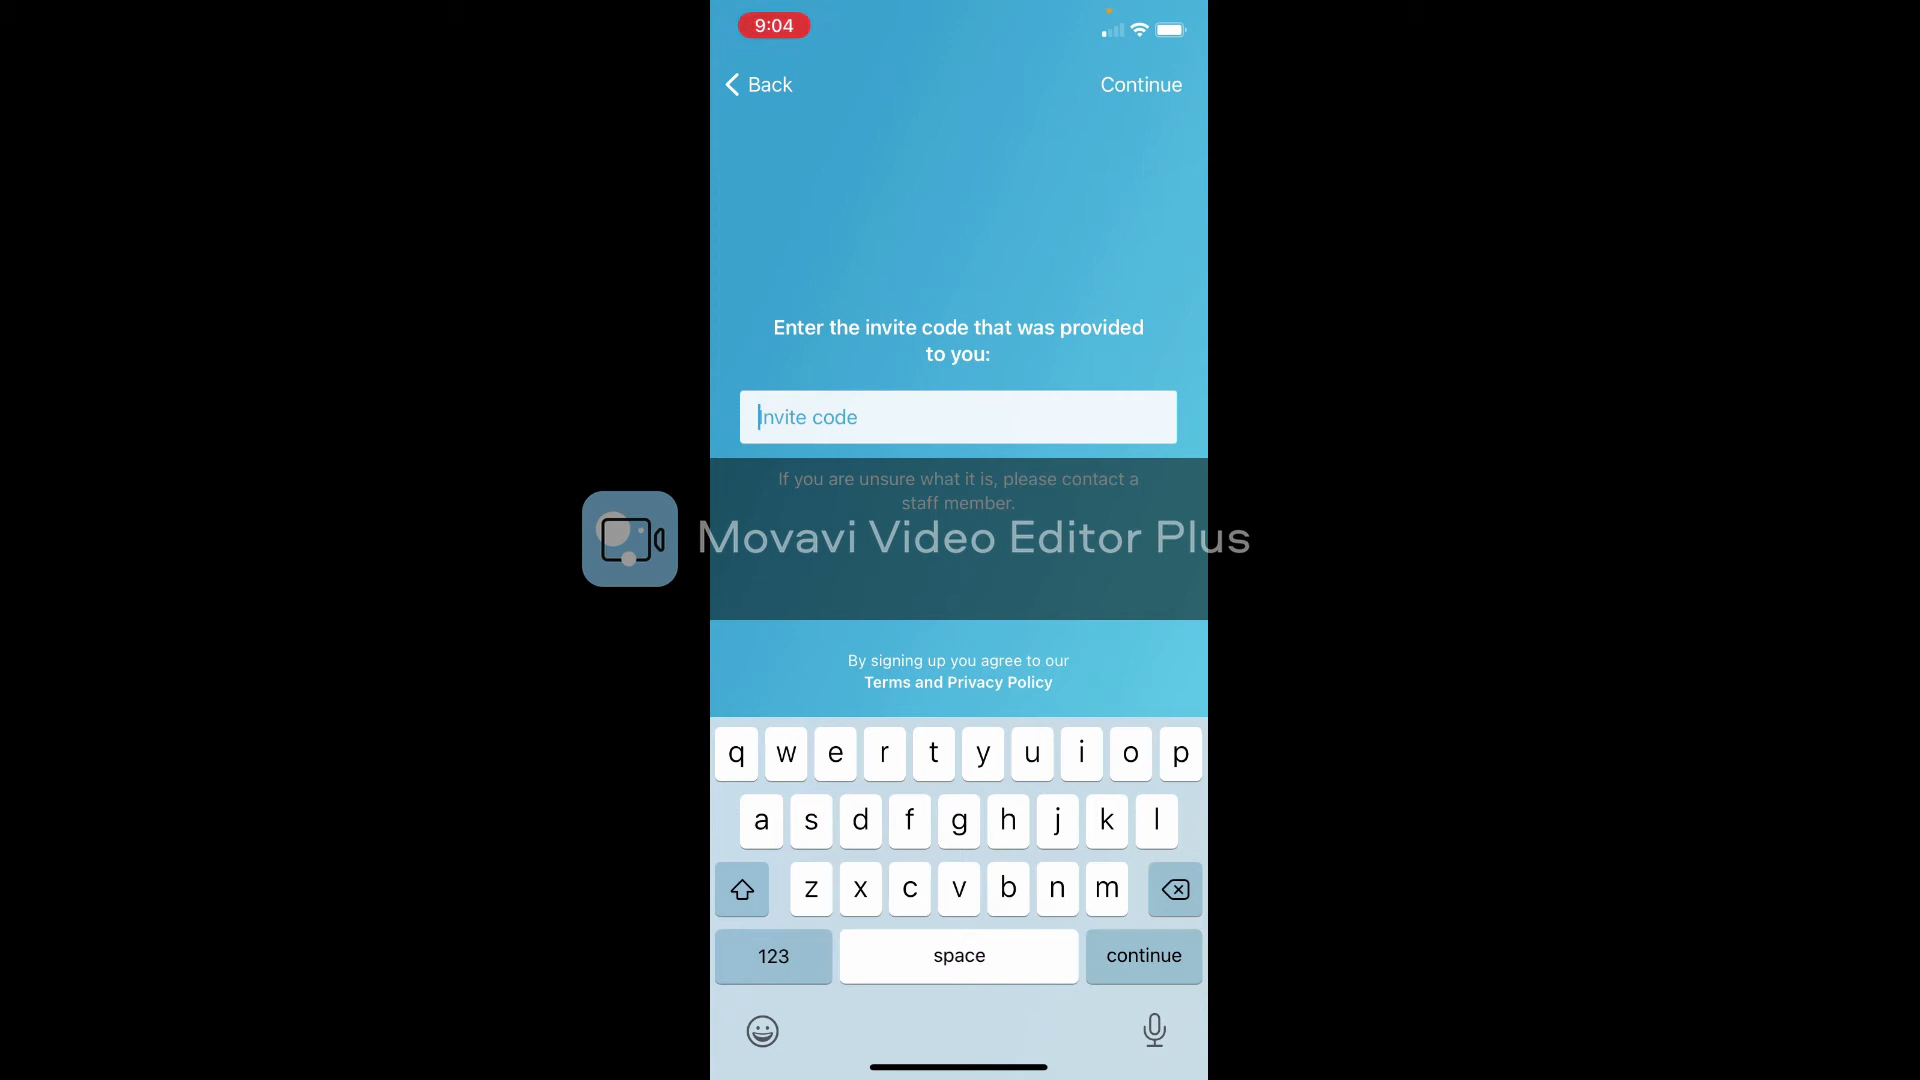 9:04
Back
Continue
Enter the invite code that was provided
to you:
Invite code
If you are unsure what it is, please contact a
staff member.
Movavi Video Editor Plus
By signing up you agree to our
Terms and Privacy Policy
q w e r t y u i o p
a s d f g h j k l
z x c v b n m
123 space continue